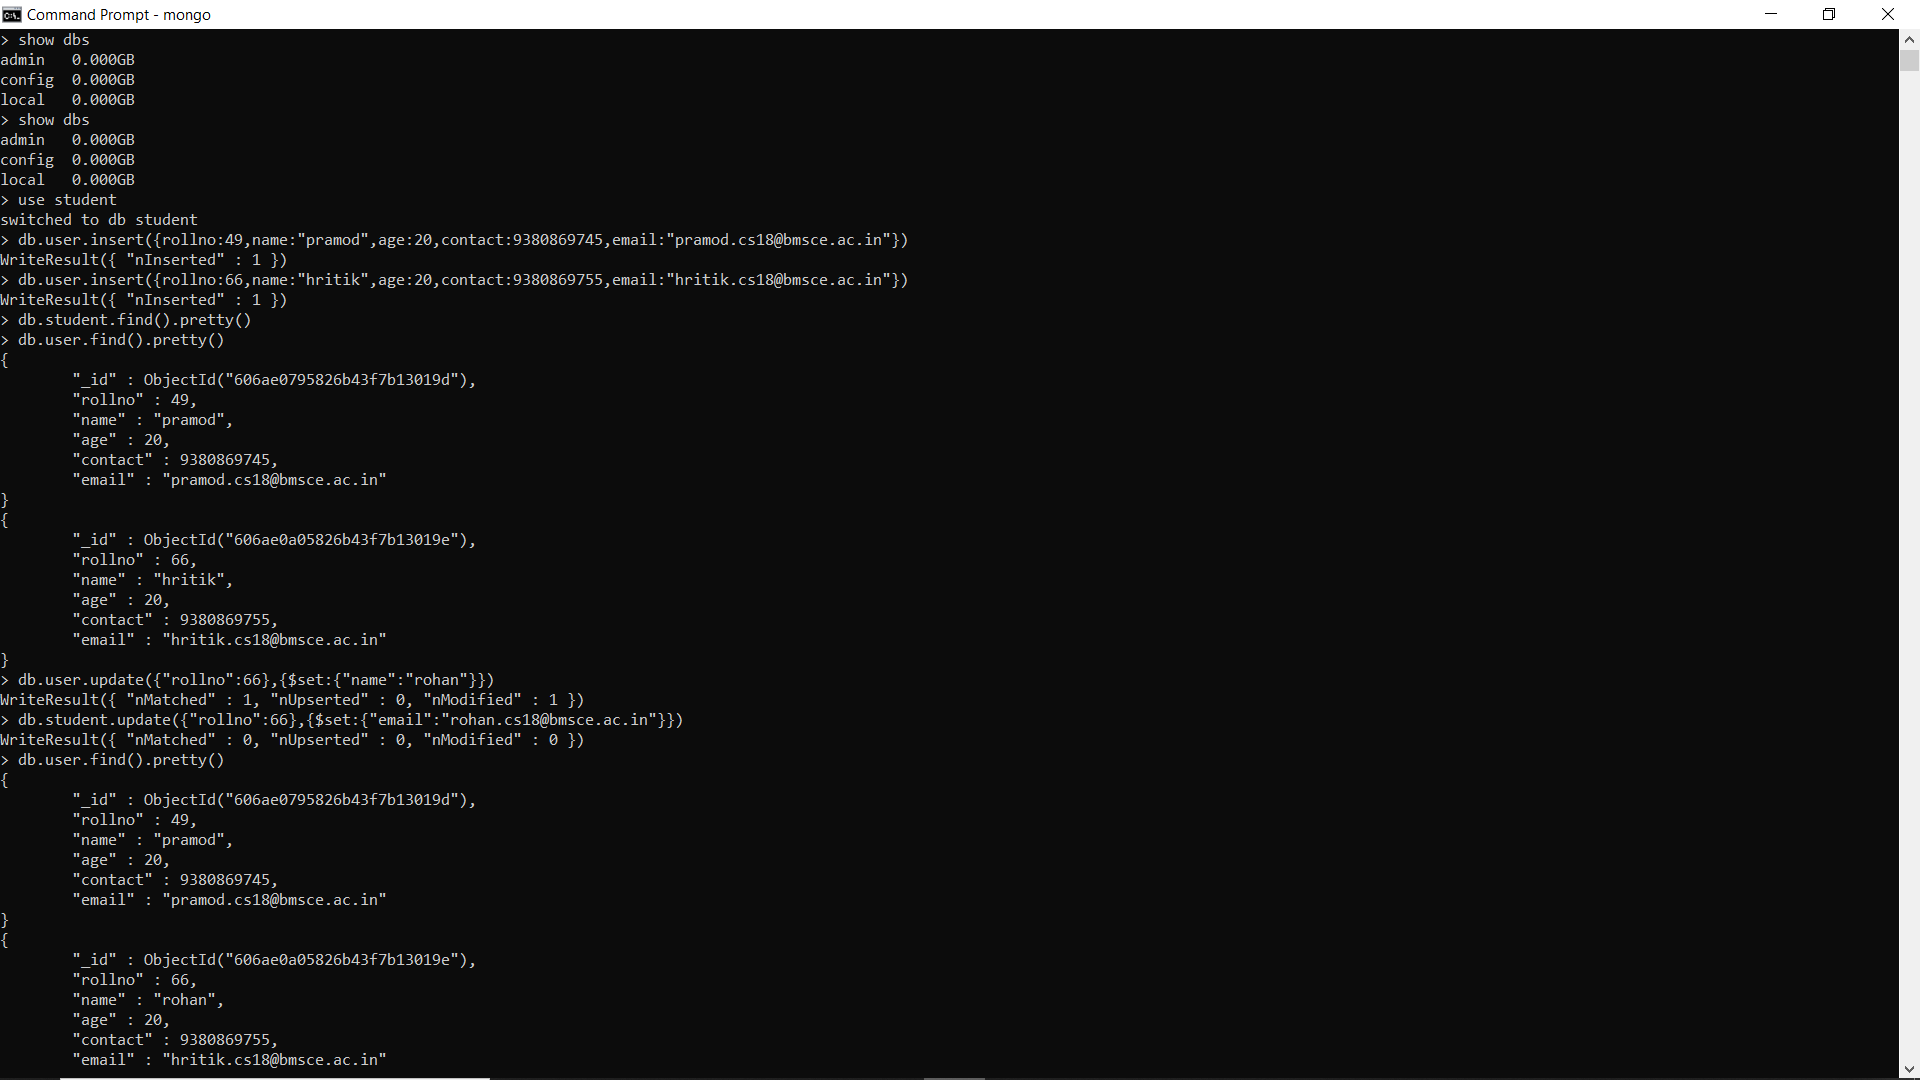 Command Prompt - mongo
> show dbs
admin   0.000GB
config  0.000GB
local   0.000GB
> show dbs
admin   0.000GB
config  0.000GB
local   0.000GB
> use student
switched to db student
> db.user.insert({rollno:49,name:"pramod",age:20,contact:9380869745,email:"pramod.cs18@bmsce.ac.in"})
WriteResult({ "nInserted" : 1 })
> db.user.insert({rollno:66,name:"hritik",age:20,contact:9380869755,email:"hritik.cs18@bmsce.ac.in"})
WriteResult({ "nInserted" : 1 })
> db.student.find().pretty()
> db.user.find().pretty()
{
        "_id" : ObjectId("606ae0795826b43f7b13019d"),
        "rollno" : 49,
        "name" : "pramod",
        "age" : 20,
        "contact" : 9380869745,
        "email" : "pramod.cs18@bmsce.ac.in"
}
{
        "_id" : ObjectId("606ae0a05826b43f7b13019e"),
        "rollno" : 66,
        "name" : "hritik",
        "age" : 20,
        "contact" : 9380869755,
        "email" : "hritik.cs18@bmsce.ac.in"
}
> db.user.update({"rollno":66},{$set:{"name":"rohan"}})
WriteResult({ "nMatched" : 1, "nUpserted" : 0, "nModified" : 1 })
> db.student.update({"rollno":66},{$set:{"email":"rohan.cs18@bmsce.ac.in"}})
WriteResult({ "nMatched" : 0, "nUpserted" : 0, "nModified" : 0 })
> db.user.find().pretty()
{
        "_id" : ObjectId("606ae0795826b43f7b13019d"),
        "rollno" : 49,
        "name" : "pramod",
        "age" : 20,
        "contact" : 9380869745,
        "email" : "pramod.cs18@bmsce.ac.in"
}
{
        "_id" : ObjectId("606ae0a05826b43f7b13019e"),
        "rollno" : 66,
        "name" : "rohan",
        "age" : 20,
        "contact" : 9380869755,
        "email" : "hritik.cs18@bmsce.ac.in"